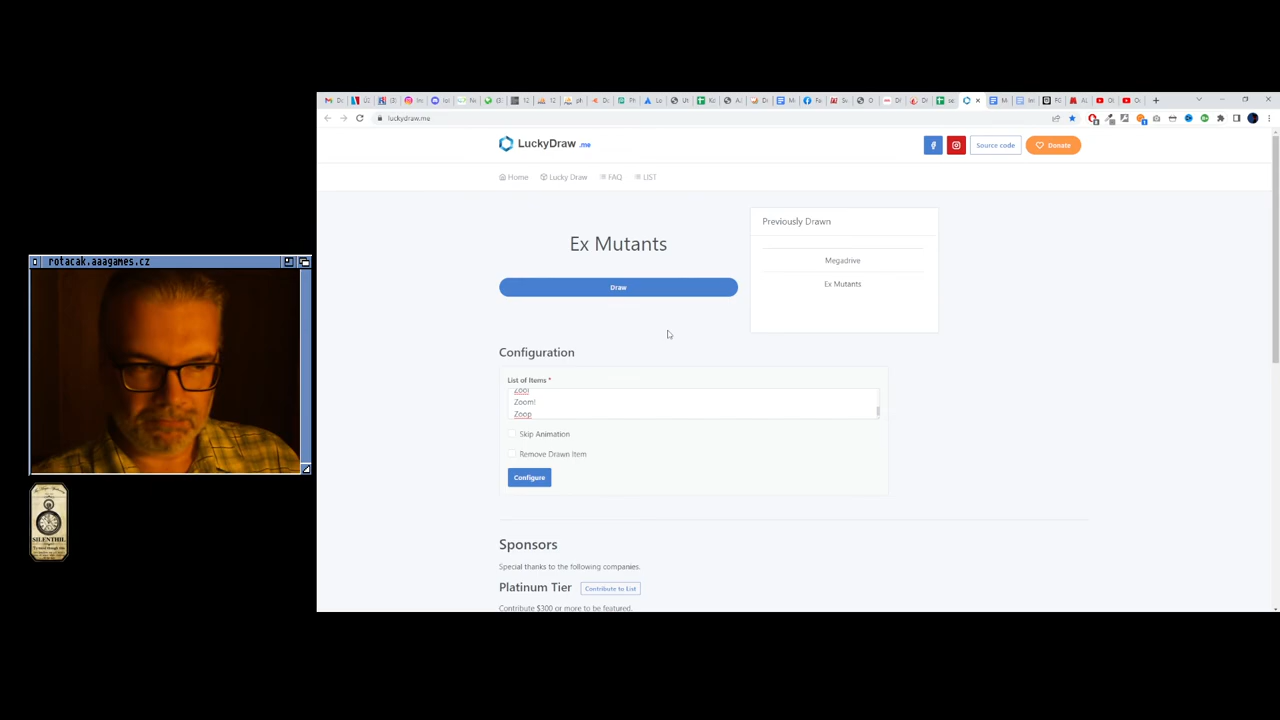 luckydraw.me
LuckyDraw .me
Source code
Donate
Home
Lucky Draw
FAQ
LIST
Ex Mutants
Previously Drawn
Draw
Megadrive
Ex Mutants
Configuration
List of Items *
Zool
Zoom!
Zoop
Skip Animation
Remove Drawn Item
Configure
Sponsors
Special thanks to the following companies.
Platinum Tier
Contribute to List
Contribute $300 or more to be featured.
rotacak.aaagames.cz